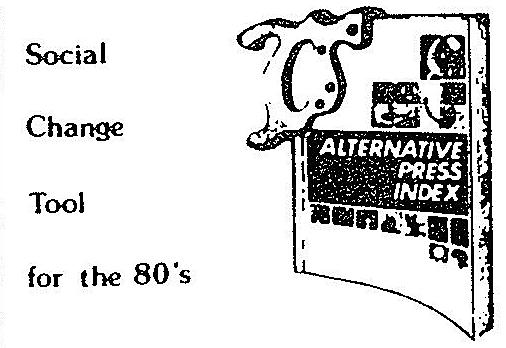 Social
Change
Tool
for the 80's
ALTERNATIVE
PRESS
INDEX